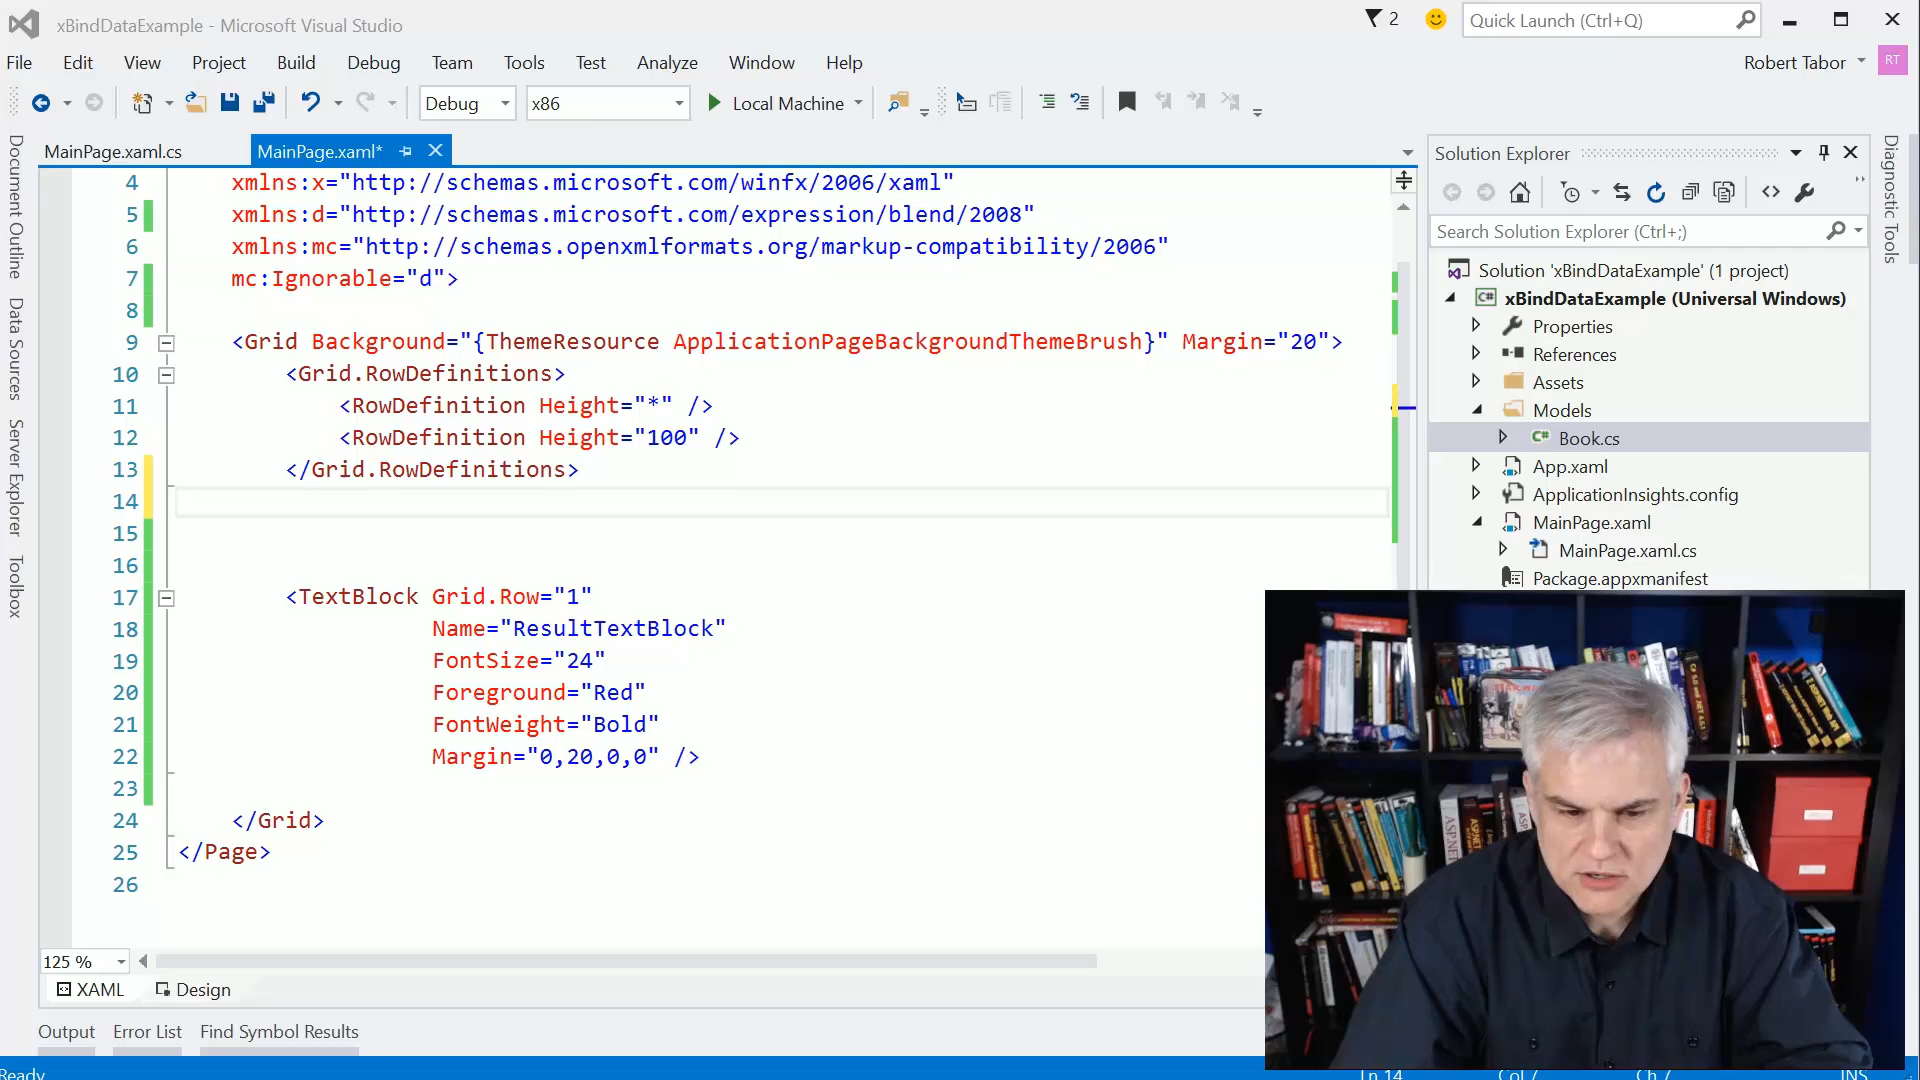 xBindDataExample - Microsoft Visual Studio
2
Quick Launch (Ctrl+Q)
File Edit View Project Build Debug Team Tools Test Analyze Window Help
Robert Tabor
RT
Debug
x86
Local Machine
Document Outline
Data Sources
Server Explorer
Toolbox
MainPage.xaml.cs
MainPage.xaml*
4 xmlns:x="http://schemas.microsoft.com/winfx/2006/xaml"
5 xmlns:d="http://schemas.microsoft.com/expression/blend/2008"
6 xmlns:mc="http://schemas.openxmlformats.org/markup-compatibility/2006"
7 mc:Ignorable="d">
8
9 <Grid Background="{ThemeResource ApplicationPageBackgroundThemeBrush}" Margin="20">
10 <Grid.RowDefinitions>
11 <RowDefinition Height="*" />
12 <RowDefinition Height="100" />
13 </Grid.RowDefinitions>
14
15
16
17 <TextBlock Grid.Row="1"
18 Name="ResultTextBlock"
19 FontSize="24"
20 Foreground="Red"
21 FontWeight="Bold"
22 Margin="0,20,0,0" />
23
24 </Grid>
25 </Page>
26
125 %
XAML Design
Output Error List Find Symbol Results
Ready
Ln 14 Col 7 Ch 7 INS
Solution Explorer
Search Solution Explorer (Ctrl+;)
Solution 'xBindDataExample' (1 project)
C# xBindDataExample (Universal Windows)
Properties
References
Assets
Models
C# Book.cs
App.xaml
ApplicationInsights.config
MainPage.xaml
MainPage.xaml.cs
Package.appxmanifest
Diagnostic Tools